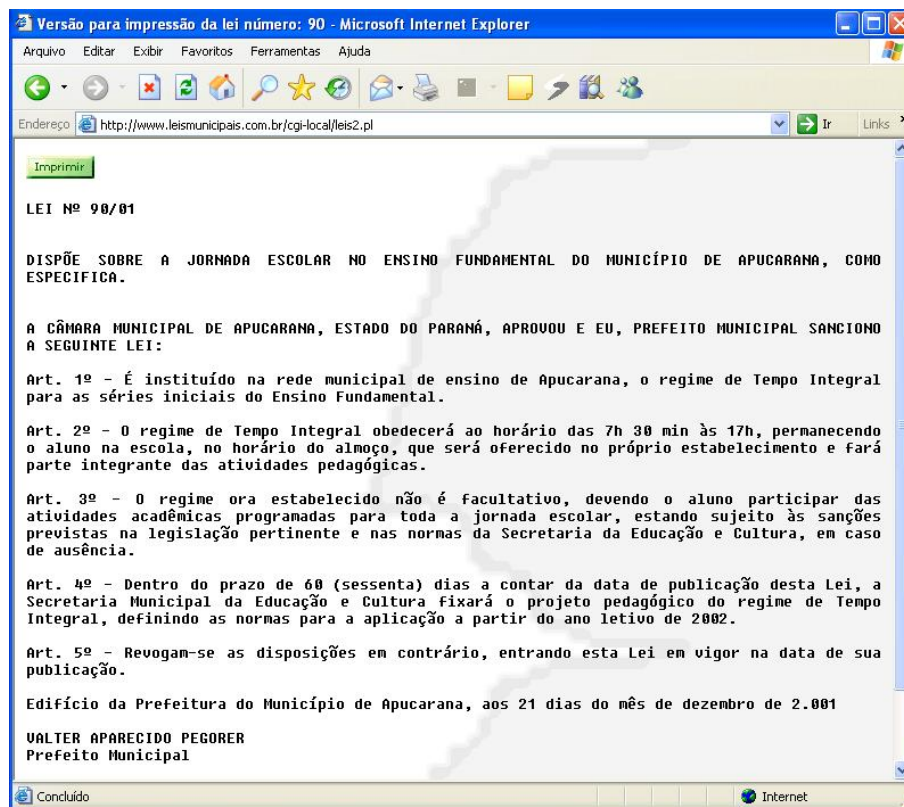 Versão para impressão da lei número: 90 - Microsoft Internet Explorer
Arquivo Editar Exibir Favoritos Ferramentas Ajuda
Endereço http://www.leismunicipais.com.br/cgi-local/leis2.pl Ir Links
Imprimir
LEI Nº 90/01
DISPÕE SOBRE A JORNADA ESCOLAR NO ENSINO FUNDAMENTAL DO MUNICÍPIO DE APUCARANA, COMO
ESPECIFICA.
A CÂMARA MUNICIPAL DE APUCARANA, ESTADO DO PARANÁ, APROVOU E EU, PREFEITO MUNICIPAL SANCIONO
A SEGUINTE LEI:
Art. 1º - É instituído na rede municipal de ensino de Apucarana, o regime de Tempo Integral
para as séries iniciais do Ensino Fundamental.
Art. 2º - O regime de Tempo Integral obedecerá ao horário das 7h 30 min às 17h, permanecendo
o aluno na escola, no horário do almoço, que será oferecido no próprio estabelecimento e fará
parte integrante das atividades pedagógicas.
Art. 3º - O regime ora estabelecido não é facultativo, devendo o aluno participar das
atividades acadêmicas programadas para toda a jornada escolar, estando sujeito às sanções
previstas na legislação pertinente e nas normas da Secretaria da Educação e Cultura, em caso
de ausência.
Art. 4º - Dentro do prazo de 60 (sessenta) dias a contar da data de publicação desta Lei, a
Secretaria Municipal da Educação e Cultura fixará o projeto pedagógico do regime de Tempo
Integral, definindo as normas para a aplicação a partir do ano letivo de 2002.
Art. 5º - Revogam-se as disposições em contrário, entrando esta Lei em vigor na data de sua
publicação.
Edifício da Prefeitura do Município de Apucarana, aos 21 dias do mês de dezembro de 2.001
VALTER APARECIDO PEGORER
Prefeito Municipal
Concluído Internet